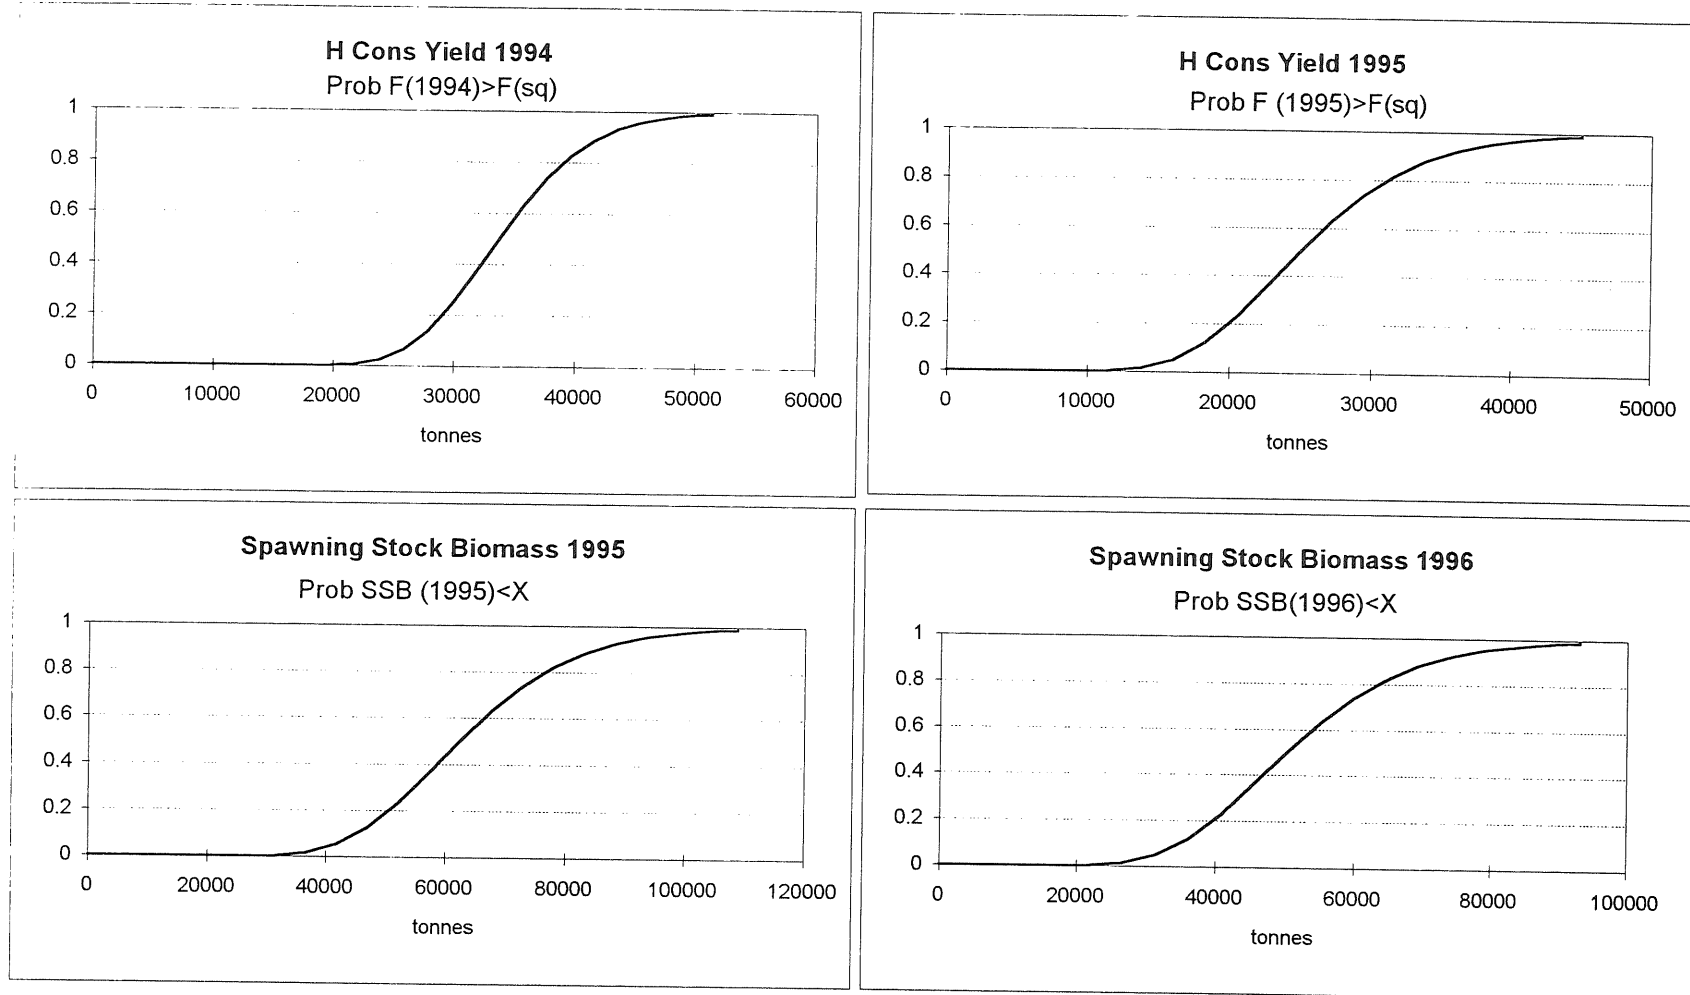 H Cons Yield 1994
Prob F(1994)>F(sq)
1
0.8
0.6
0.4
0.2
0
0 10000 20000 30000 40000 50000 60000
tonnes
H Cons Yield 1995
Prob F (1995)>F(sq)
1
0.8
0.6
0.4
0.2
0
0 10000 20000 30000 40000 50000
tonnes
Spawning Stock Biomass 1995
Prob SSB (1995)<X
1
0.8
0.6
0.4
0.2
0
0 20000 40000 60000 80000 100000 120000
tonnes
Spawning Stock Biomass 1996
Prob SSB(1996)<X
1
0.8
0.6
0.4
0.2
0
0 20000 40000 60000 80000 100000
tonnes